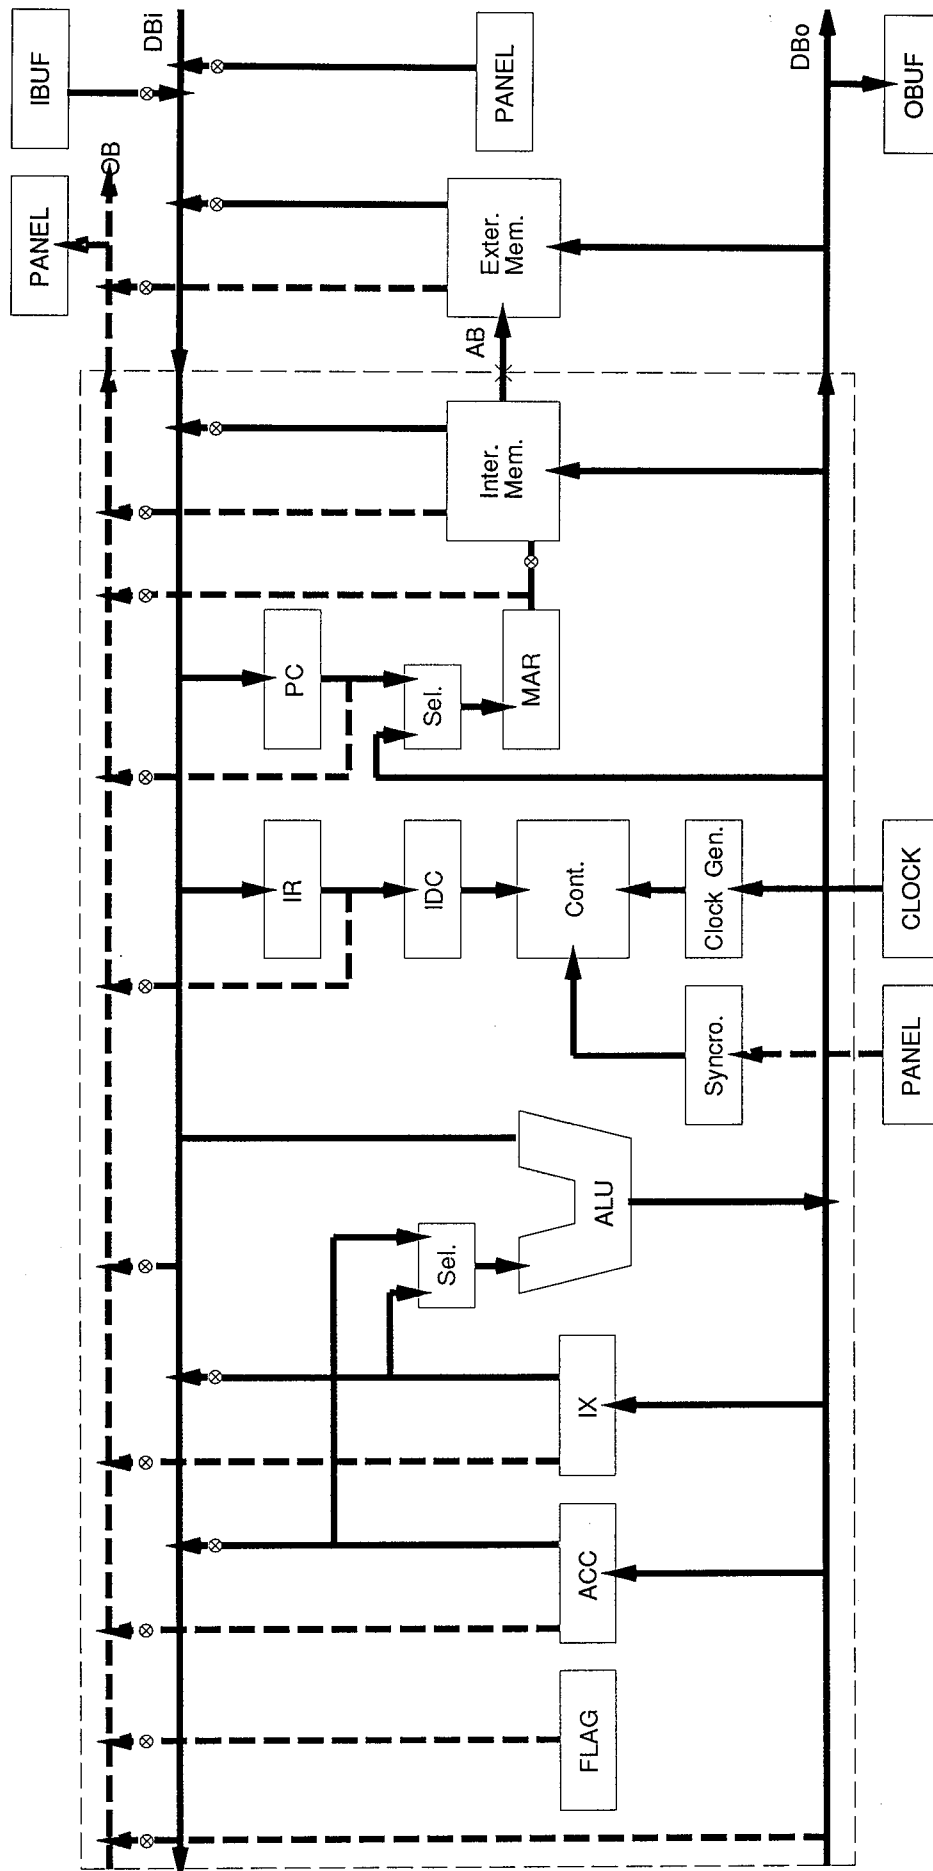 IBUF
PANEL
DBi
OB
PANEL
DBo
OBUF
Exter.
Mem.
AB
Inter.
Mem.
PC
Sel.
MAR
IR
IDC
Cont.
Clock Gen.
CLOCK
Syncro.
PANEL
Sel.
ALU
IX
ACC
FLAG